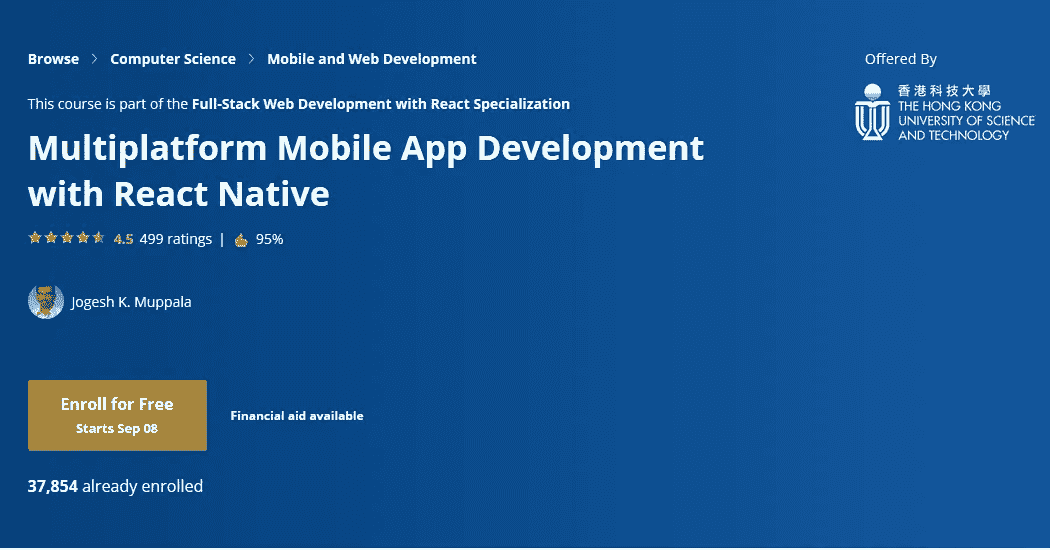 Browse > Computer Science > Mobile and Web Development
Offered By
香港科技大學
THE HONG KONG
UNIVERSITY OF SCIENCE
AND TECHNOLOGY
This course is part of the Full-Stack Web Development with React Specialization
Multiplatform Mobile App Development
with React Native
4.5 499 ratings | 95%
Jogesh K. Muppala
Enroll for Free
Starts Sep 08
Financial aid available
37,854 already enrolled